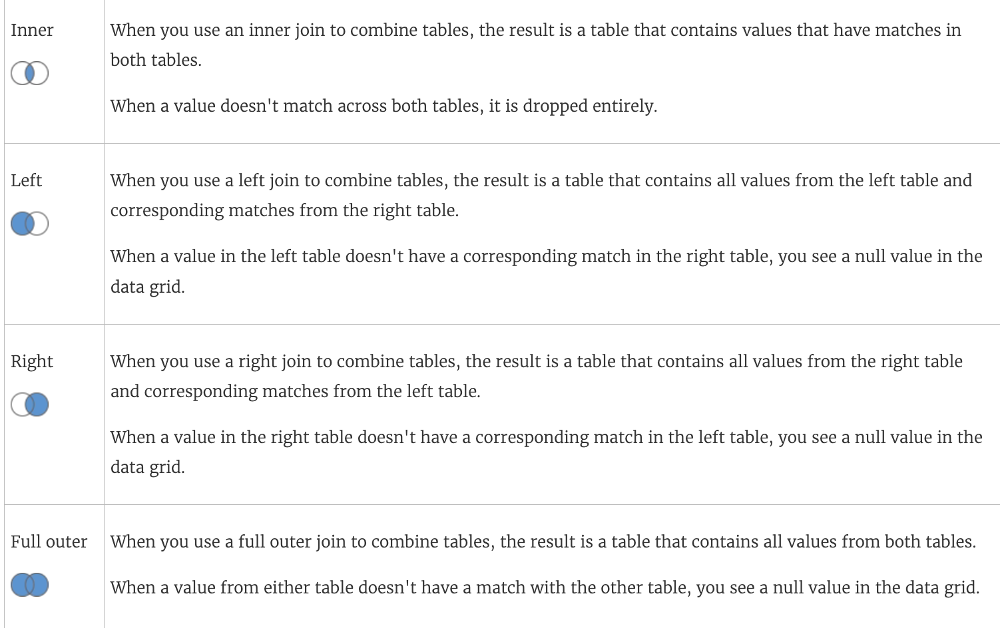 Inner
When you use an inner join to combine tables, the result is a table that contains values that have matches in
both tables.
When a value doesn't match across both tables, it is dropped entirely.
Left
When you use a left join to combine tables, the result is a table that contains all values from the left table and
corresponding matches from the right table.
When a value in the left table doesn't have a corresponding match in the right table, you see a null value in the
data grid.
Right
When you use a right join to combine tables, the result is a table that contains all values from the right table
and corresponding matches from the left table.
When a value in the right table doesn't have a corresponding match in the left table, you see a null value in the
data grid.
Full outer
When you use a full outer join to combine tables, the result is a table that contains all values from both tables.
When a value from either table doesn't have a match with the other table, you see a null value in the data grid.